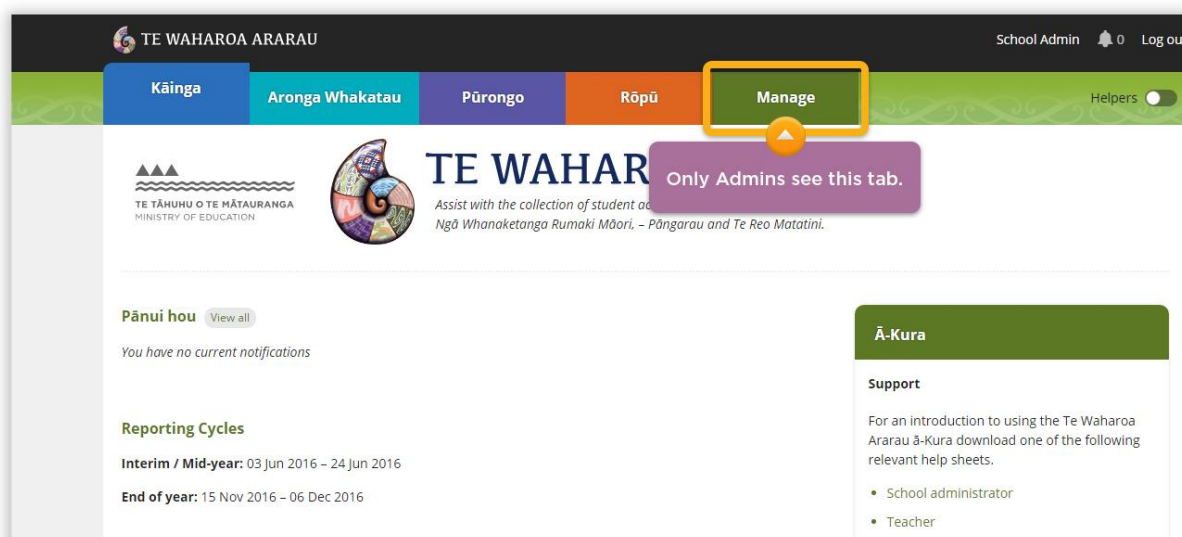 TE WAHAROA ARARAU
School Admin 0 Log ou
Kāinga Aronga Whakatau Pūrongo Rōpū Manage Helpers
Only Admins see this tab.
TE TĀHUHU O TE MĀTAURANGA
MINISTRY OF EDUCATION
TE WAHAR
Assist with the collection of student ac
Ngā Whanaketanga Rumaki Māori, – Pāngarau and Te Reo Matatini.
Pānui hou View all
You have no current notifications
Reporting Cycles
Interim / Mid-year: 03 Jun 2016 – 24 Jun 2016
End of year: 15 Nov 2016 – 06 Dec 2016
Ā-Kura
Support
For an introduction to using the Te Waharoa
Ararau ā-Kura download one of the following
relevant help sheets.
• School administrator
• Teacher